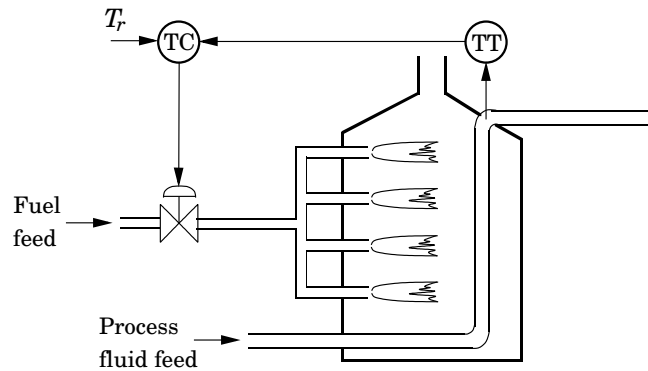 T_r
TC
TT
Fuel
feed
Process
fluid feed